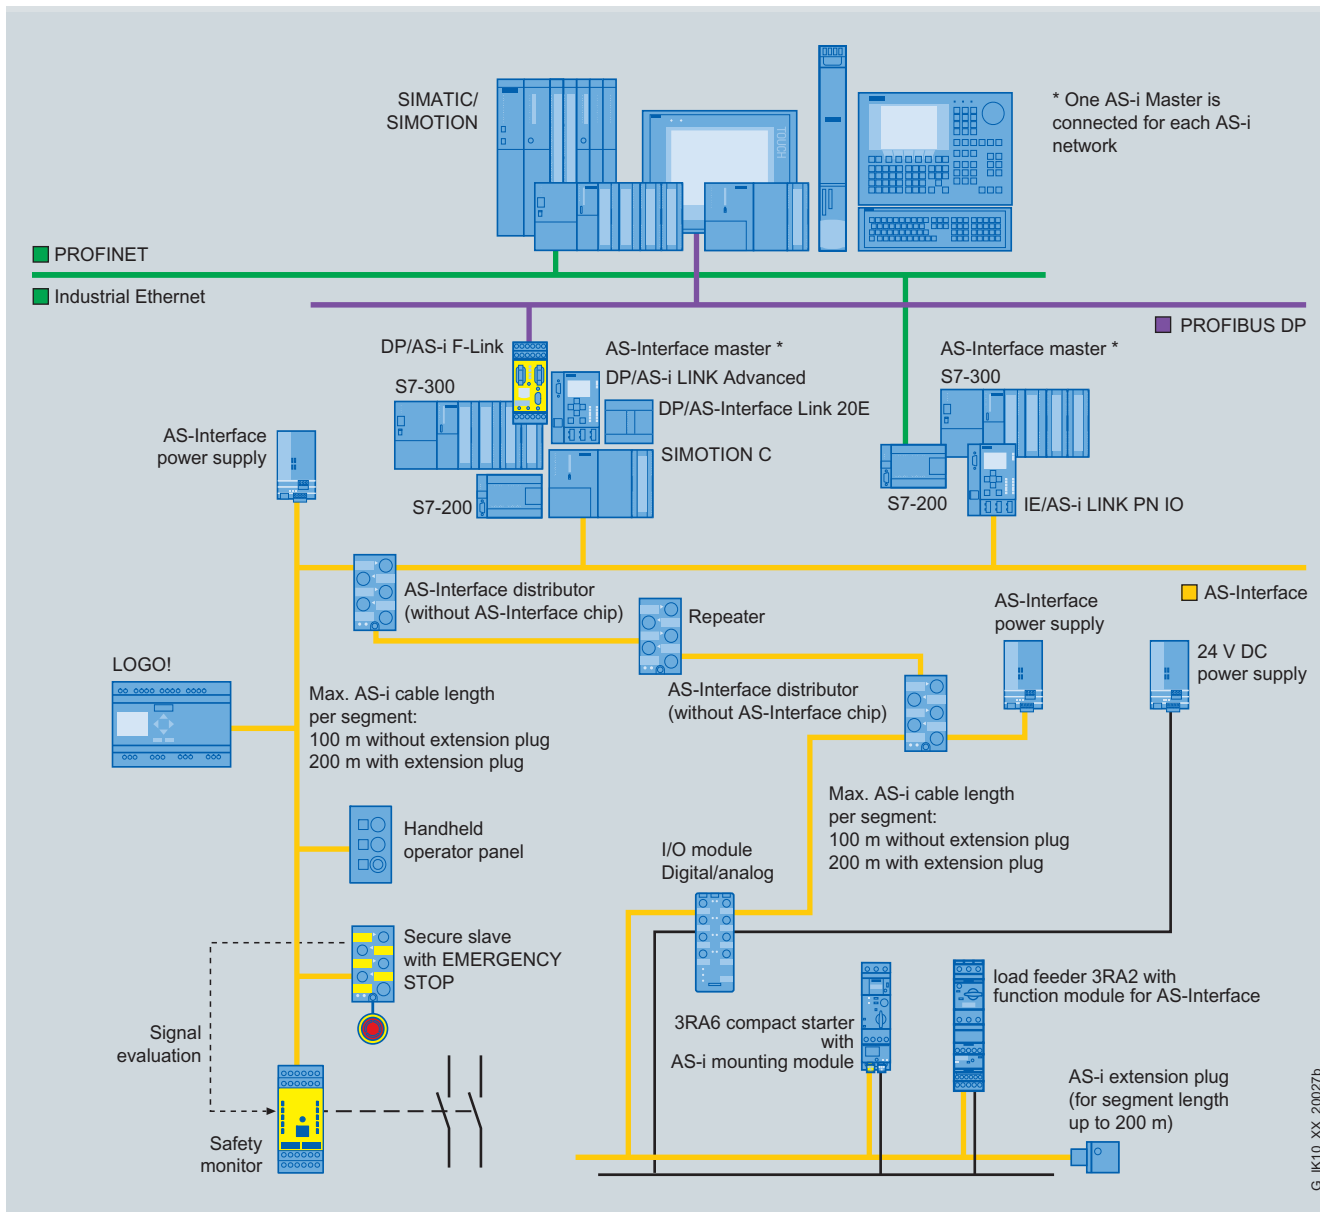 SIMATIC/
SIMOTION
TOUCH
* One AS-i Master is
connected for each AS-i
network
PROFINET
Industrial Ethernet
PROFIBUS DP
DP/AS-i F-Link
AS-Interface master *
DP/AS-i LINK Advanced
S7-300
DP/AS-Interface Link 20E
SIMOTION C
S7-200
AS-Interface master *
S7-300
S7-200
IE/AS-i LINK PN IO
AS-Interface
power supply
AS-Interface distributor
(without AS-Interface chip)
Repeater
AS-Interface
power supply
AS-Interface
24 V DC
power supply
LOGO!
Max. AS-i cable length
per segment:
100 m without extension plug
200 m with extension plug
AS-Interface distributor
(without AS-Interface chip)
Max. AS-i cable length
per segment:
100 m without extension plug
200 m with extension plug
Handheld
operator panel
I/O module
Digital/analog
Secure slave
with EMERGENCY
STOP
Signal
evaluation
Safety
monitor
3RA6 compact starter
with
AS-i mounting module
load feeder 3RA2 with
function module for AS-Interface
AS-i extension plug
(for segment length
up to 200 m)
G_IK10_XX_20027b